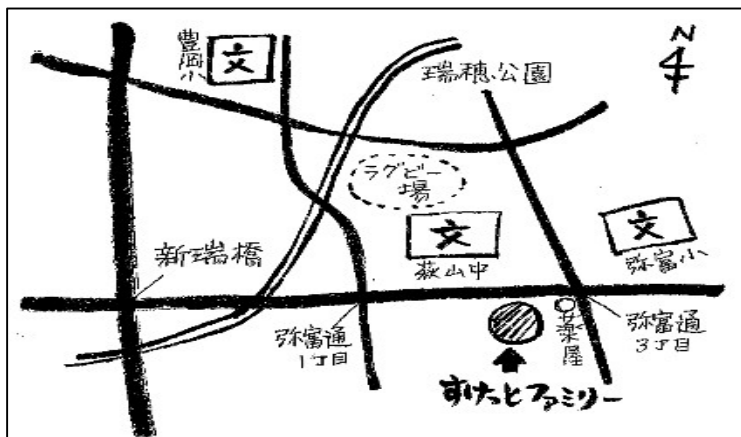 N
豊岡小
文
瑞穂公園
ラグビー
場
文
萩山中
文
弥富小
新瑞橋
弥富通
1丁目
安楽屋
弥富通
3丁目
すけっとファミリー